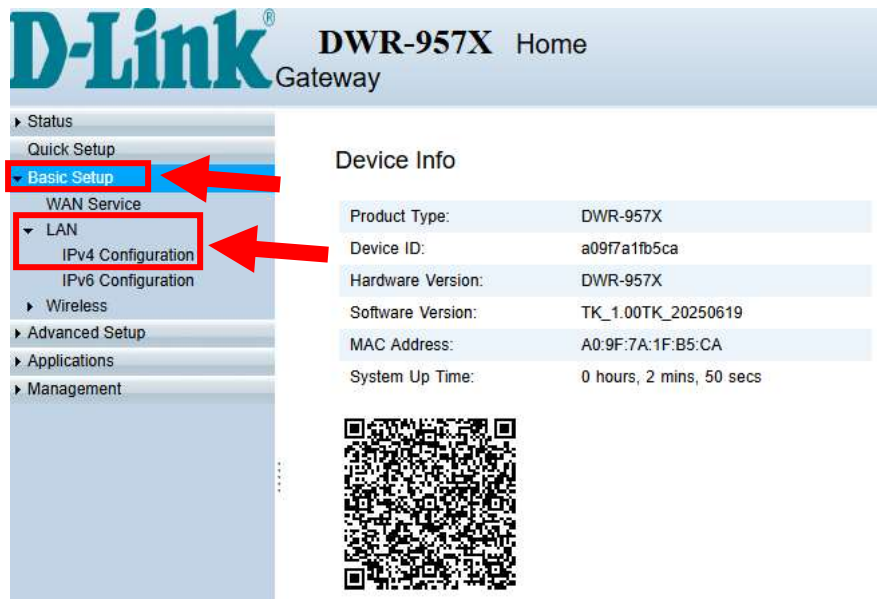 D-Link®
DWR-957X Home
Gateway
Status
Quick Setup
Basic Setup
WAN Service
LAN
IPv4 Configuration
IPv6 Configuration
Wireless
Advanced Setup
Applications
Management
Device Info
Product Type: DWR-957X
Device ID: a09f7a1fb5ca
Hardware Version: DWR-957X
Software Version: TK_1.00TK_20250619
MAC Address: A0:9F:7A:1F:B5:CA
System Up Time: 0 hours, 2 mins, 50 secs